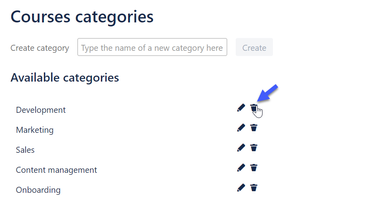 Courses categories
Create category Type the name of a new category here Create
Available categories
Development
Marketing
Sales
Content management
Onboarding